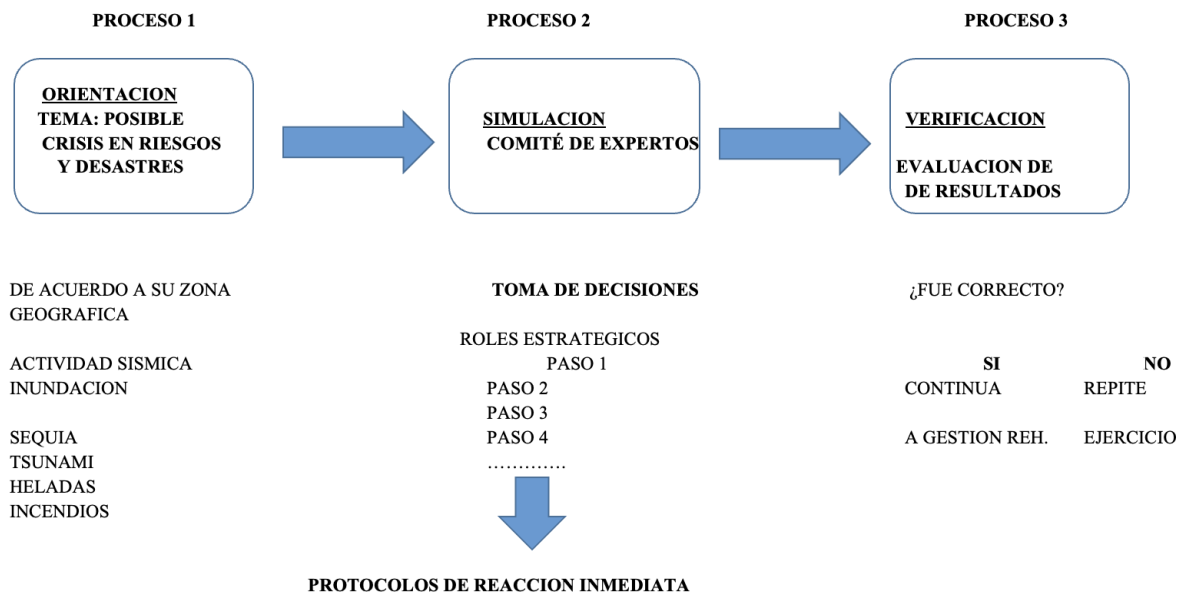 PROCESO 1
ORIENTACION
TEMA: POSIBLE
CRISIS EN RIESGOS
Y DESASTRES
DE ACUERDO A SU ZONA
GEOGRAFICA
ACTIVIDAD SISMICA
INUNDACION
SEQUIA
TSUNAMI
HELADAS
INCENDIOS
PROCESO 2
SIMULACION
COMITÉ DE EXPERTOS
TOMA DE DECISIONES
ROLES ESTRATEGICOS
PASO 1
PASO 2
PASO 3
PASO 4
………….
PROTOCOLOS DE REACCION INMEDIATA
PROCESO 3
VERIFICACION
EVALUACION DE
DE RESULTADOS
¿FUE CORRECTO?
SI NO
CONTINUA REPITE
A GESTION REH. EJERCICIO